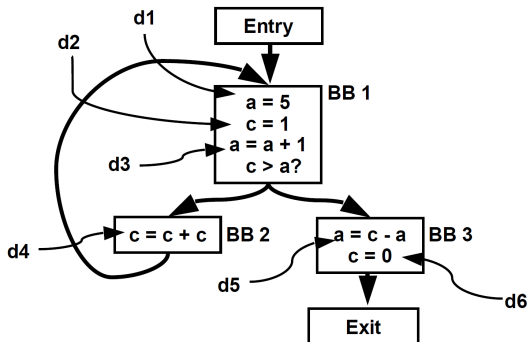 Entry
d1
d2
BB 1
a = 5
c = 1
a = a + 1
c > a?
d3
c = c + c
BB 2
d4
a = c - a
c = 0
BB 3
d5
d6
Exit